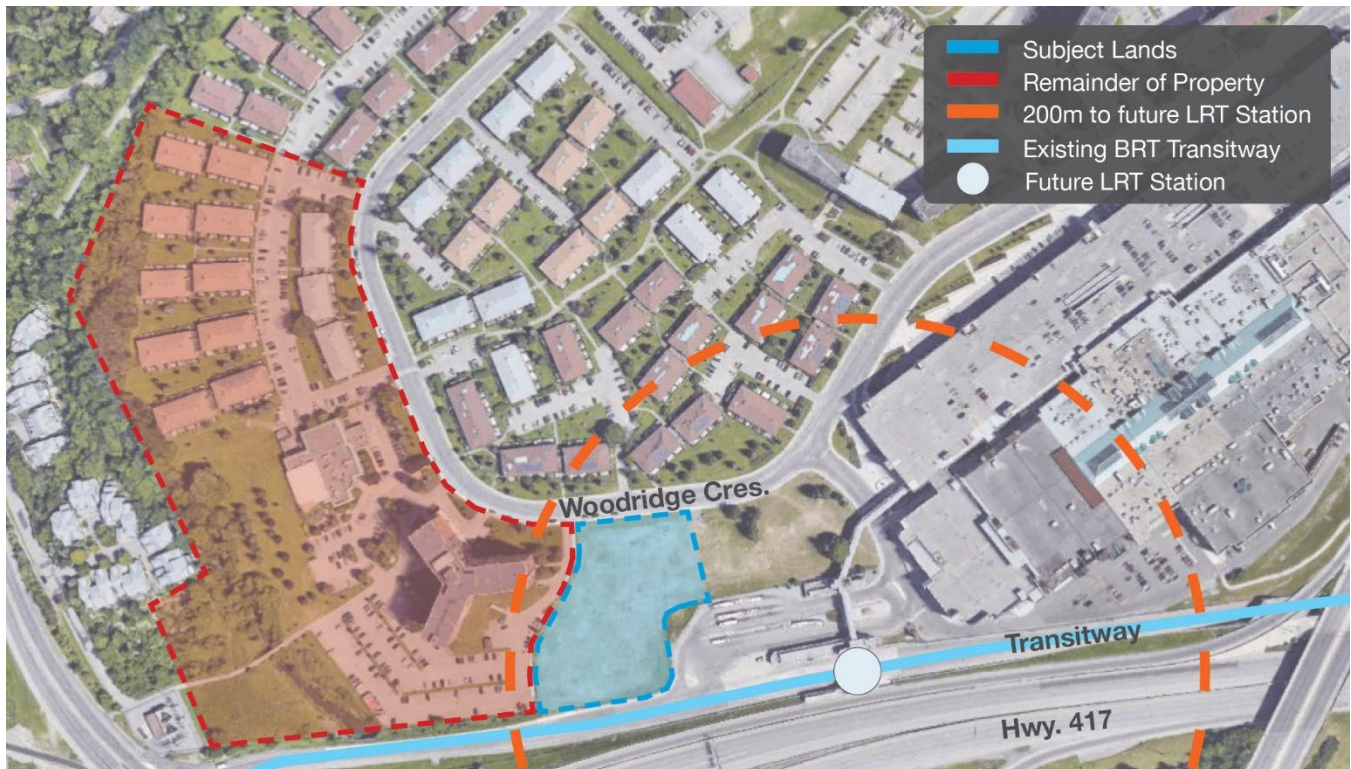 Subject Lands
Remainder of Property
200m to future LRT Station
Existing BRT Transitway
Future LRT Station
Woodridge Cres.
Transitway
Hwy. 417